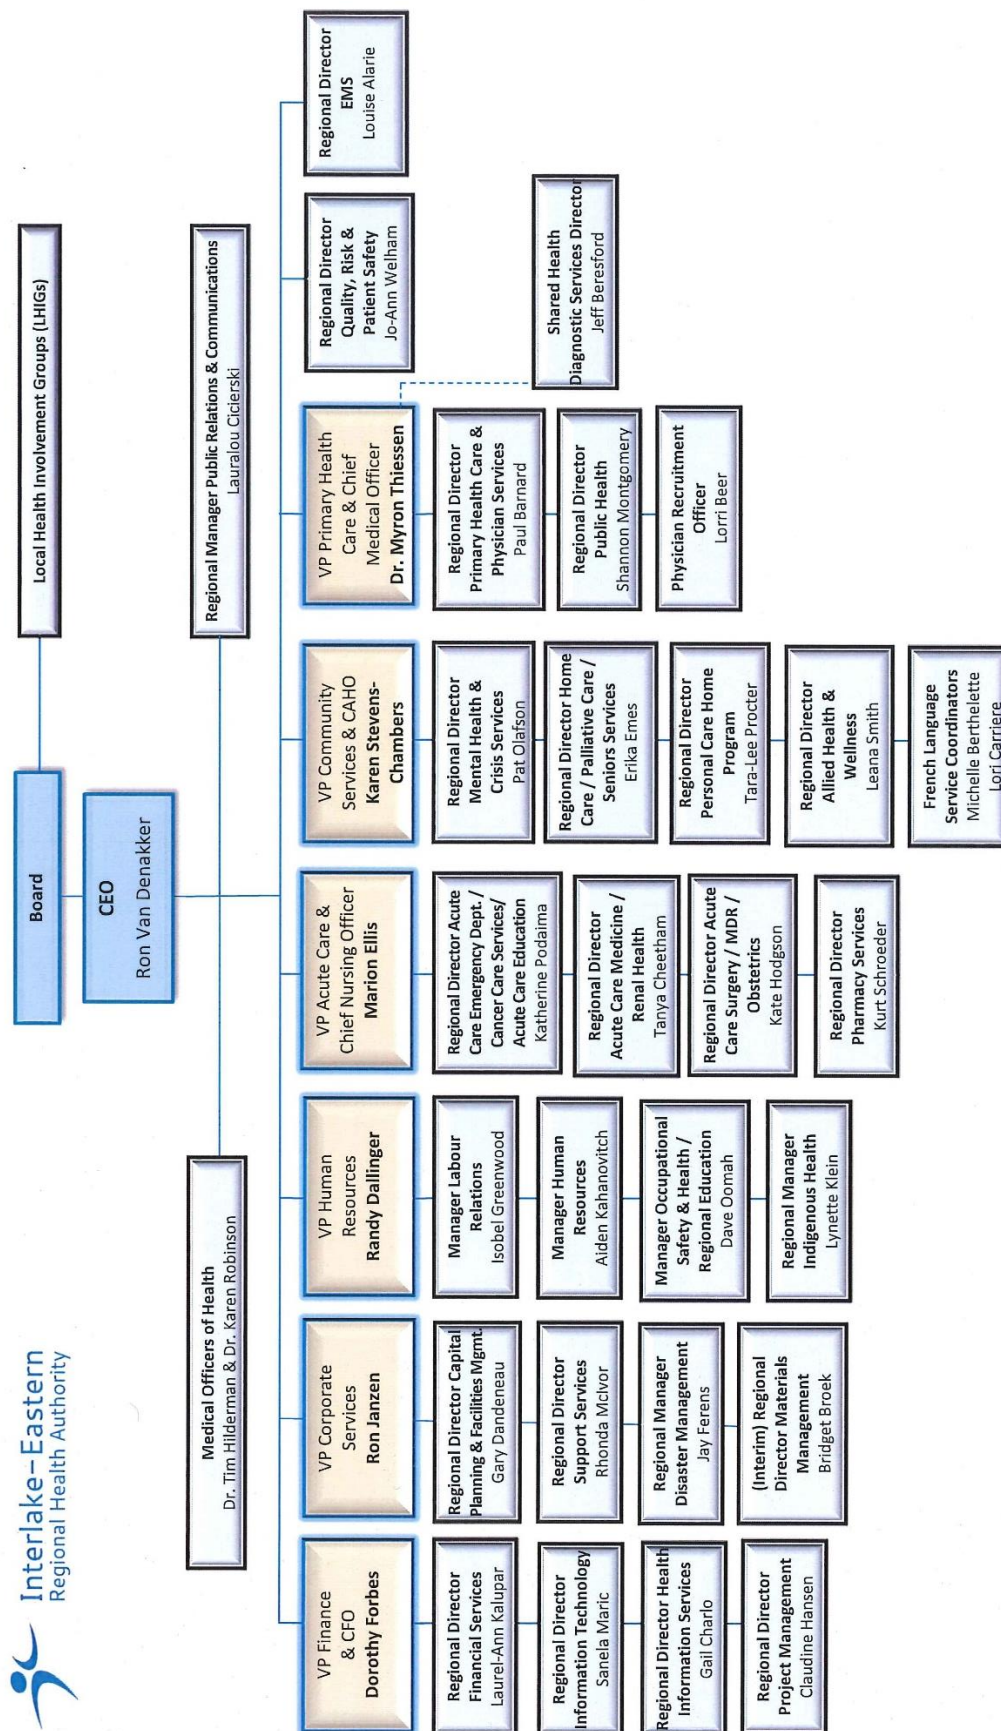 Interlake-Eastern
Regional Health Authority
Board
Local Health Involvement Groups (LHIGs)
CEO
Ron Van Denakker
Medical Officers of Health
Dr. Tim Hilderman & Dr. Karen Robinson
Regional Manager Public Relations & Communications
Lauralou Cicierski
VP Finance
& CFO
Dorothy Forbes
Regional Director
Financial Services
Laurel-Ann Kalupar
Regional Director
Information Technology
Sanela Maric
Regional Director Health
Information Services
Gail Charlo
Regional Director
Project Management
Claudine Hansen
VP Corporate
Services
Ron Janzen
Regional Director Capital
Planning & Facilities Mgmt.
Gary Dandeneau
Regional Director
Support Services
Rhonda McIvor
Regional Manager
Disaster Management
Jay Ferens
(Interim) Regional
Director Materials
Management
Bridget Broek
VP Human
Resources
Randy Dallinger
Manager Labour
Relations
Isobel Greenwood
Manager Human
Resources
Aiden Kahanovitch
Manager Occupational
Safety & Health /
Regional Education
Dave Oomah
Regional Manager
Indigenous Health
Lynette Klein
VP Acute Care &
Chief Nursing Officer
Marion Ellis
Regional Director Acute
Care Emergency Dept. /
Cancer Care Services/
Acute Care Education
Katherine Podaima
Regional Director
Acute Care Medicine /
Renal Health
Tanya Cheetham
Regional Director Acute
Care Surgery / MDR /
Obstetrics
Kate Hodgson
Regional Director
Pharmacy Services
Kurt Schroeder
VP Community
Services & CAHO
Karen Stevens-
Chambers
Regional Director
Mental Health &
Crisis Services
Pat Olafson
Regional Director Home
Care / Palliative Care /
Seniors Services
Erika Emes
Regional Director
Personal Care Home
Program
Tara-Lee Procter
Regional Director
Allied Health &
Wellness
Leana Smith
French Language
Service Coordinators
Michelle Berthelette
Lori Carriere
VP Primary Health
Care & Chief
Medical Officer
Dr. Myron Thiessen
Regional Director
Primary Health Care &
Physician Services
Paul Barnard
Regional Director
Public Health
Shannon Montgomery
Physician Recruitment
Officer
Lorri Beer
Regional Director
Quality, Risk &
Patient Safety
Jo-Ann Welham
Shared Health
Diagnostic Services Director
Jeff Beresford
Regional Director
EMS
Louise Alarie